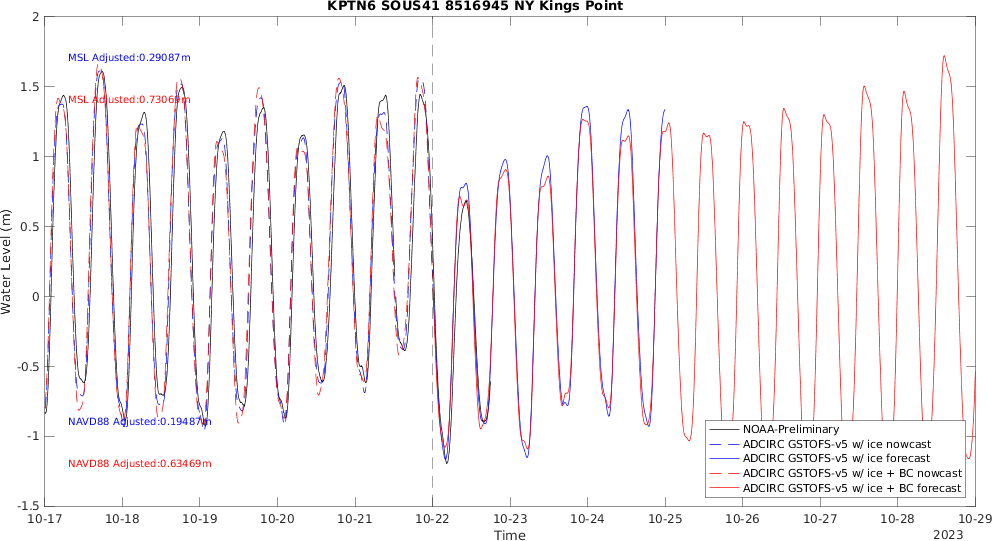 KPTN6 SOUS41 8516945 NY Kings Point
2
1.5
1
0.5
0
-0.5
-1
-1.5
Water Level (m)
MSL Adjusted:0.29087m
MSL Adjusted:0.73069m
NAVD88 Adjusted:0.19487m
NAVD88 Adjusted:0.63469m
NOAA-Preliminary
ADCIRC GSTOFS-v5 w/ ice nowcast
ADCIRC GSTOFS-v5 w/ ice forecast
ADCIRC GSTOFS-v5 w/ ice + BC nowcast
ADCIRC GSTOFS-v5 w/ ice + BC forecast
10-17 10-18 10-19 10-20 10-21 10-22 10-23 10-24 10-25 10-26 10-27 10-28 10-29
Time
2023